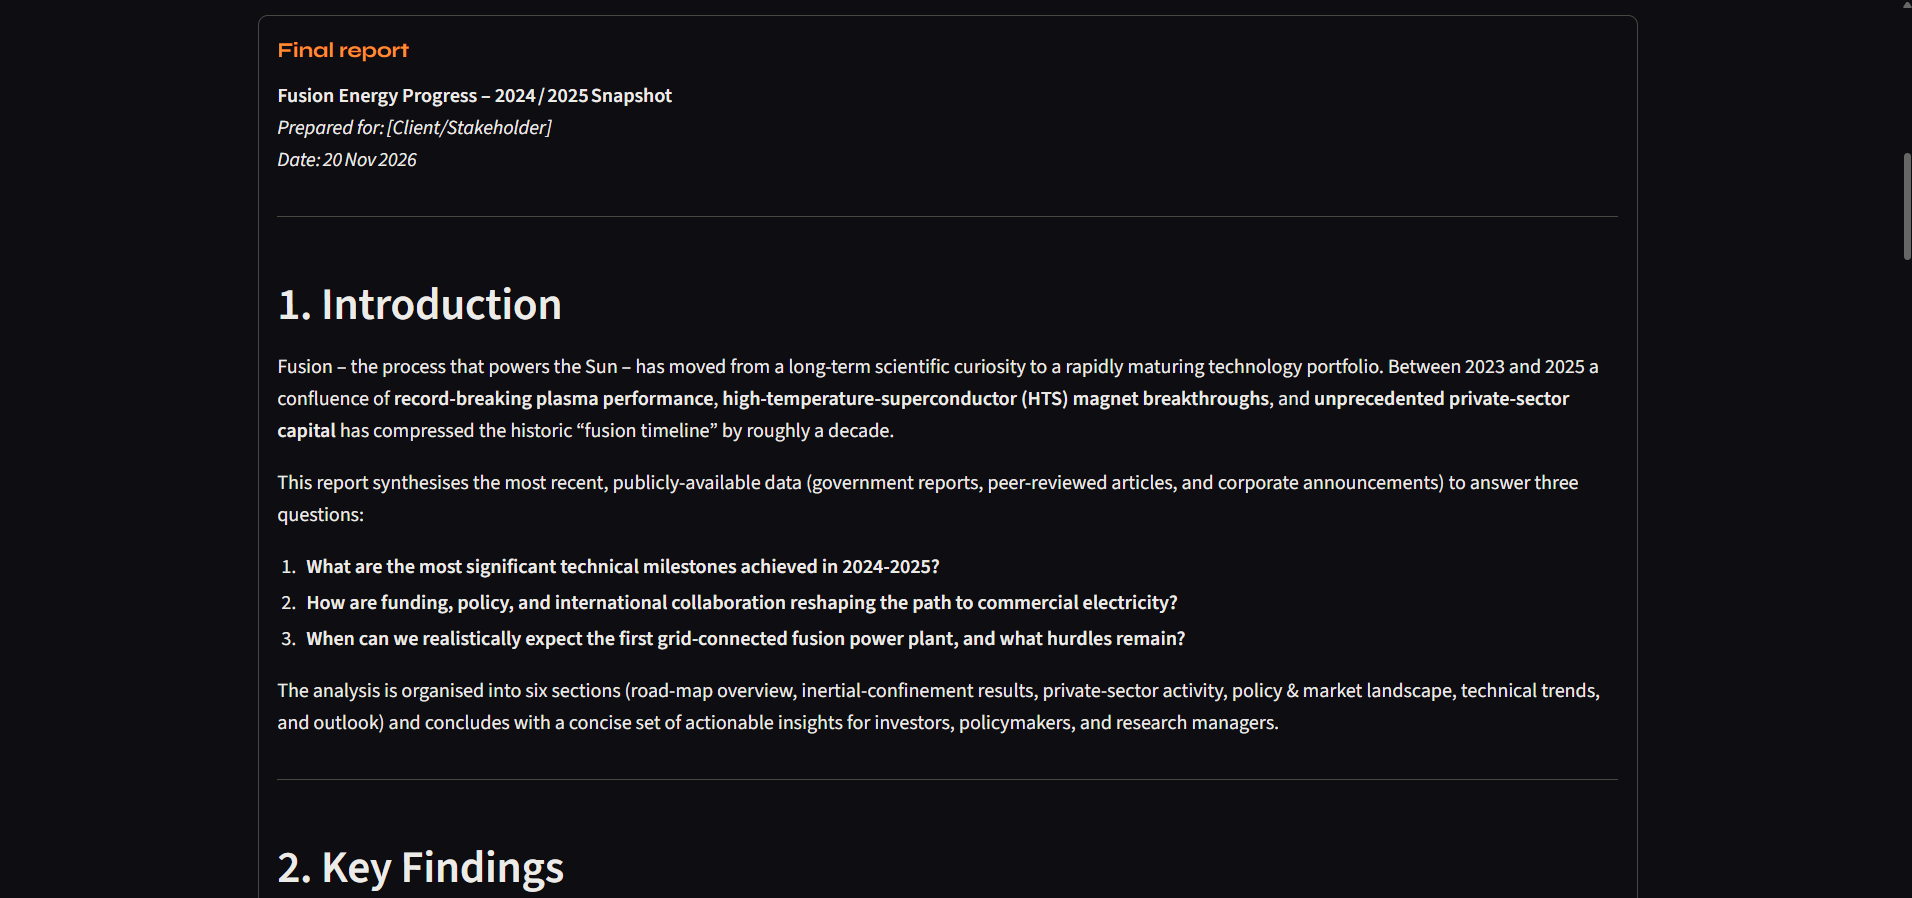 Final report
Fusion Energy Progress – 2024 / 2025 Snapshot
Prepared for: [Client/Stakeholder]
Date: 20 Nov 2026
1. Introduction
Fusion – the process that powers the Sun – has moved from a long-term scientific curiosity to a rapidly maturing technology portfolio. Between 2023 and 2025 a
confluence of record-breaking plasma performance, high-temperature-superconductor (HTS) magnet breakthroughs, and unprecedented private-sector
capital has compressed the historic “fusion timeline” by roughly a decade.
This report synthesises the most recent, publicly-available data (government reports, peer-reviewed articles, and corporate announcements) to answer three
questions:
1. What are the most significant technical milestones achieved in 2024-2025?
2. How are funding, policy, and international collaboration reshaping the path to commercial electricity?
3. When can we realistically expect the first grid-connected fusion power plant, and what hurdles remain?
The analysis is organised into six sections (road-map overview, inertial-confinement results, private-sector activity, policy & market landscape, technical trends,
and outlook) and concludes with a concise set of actionable insights for investors, policymakers, and research managers.
2. Key Findings